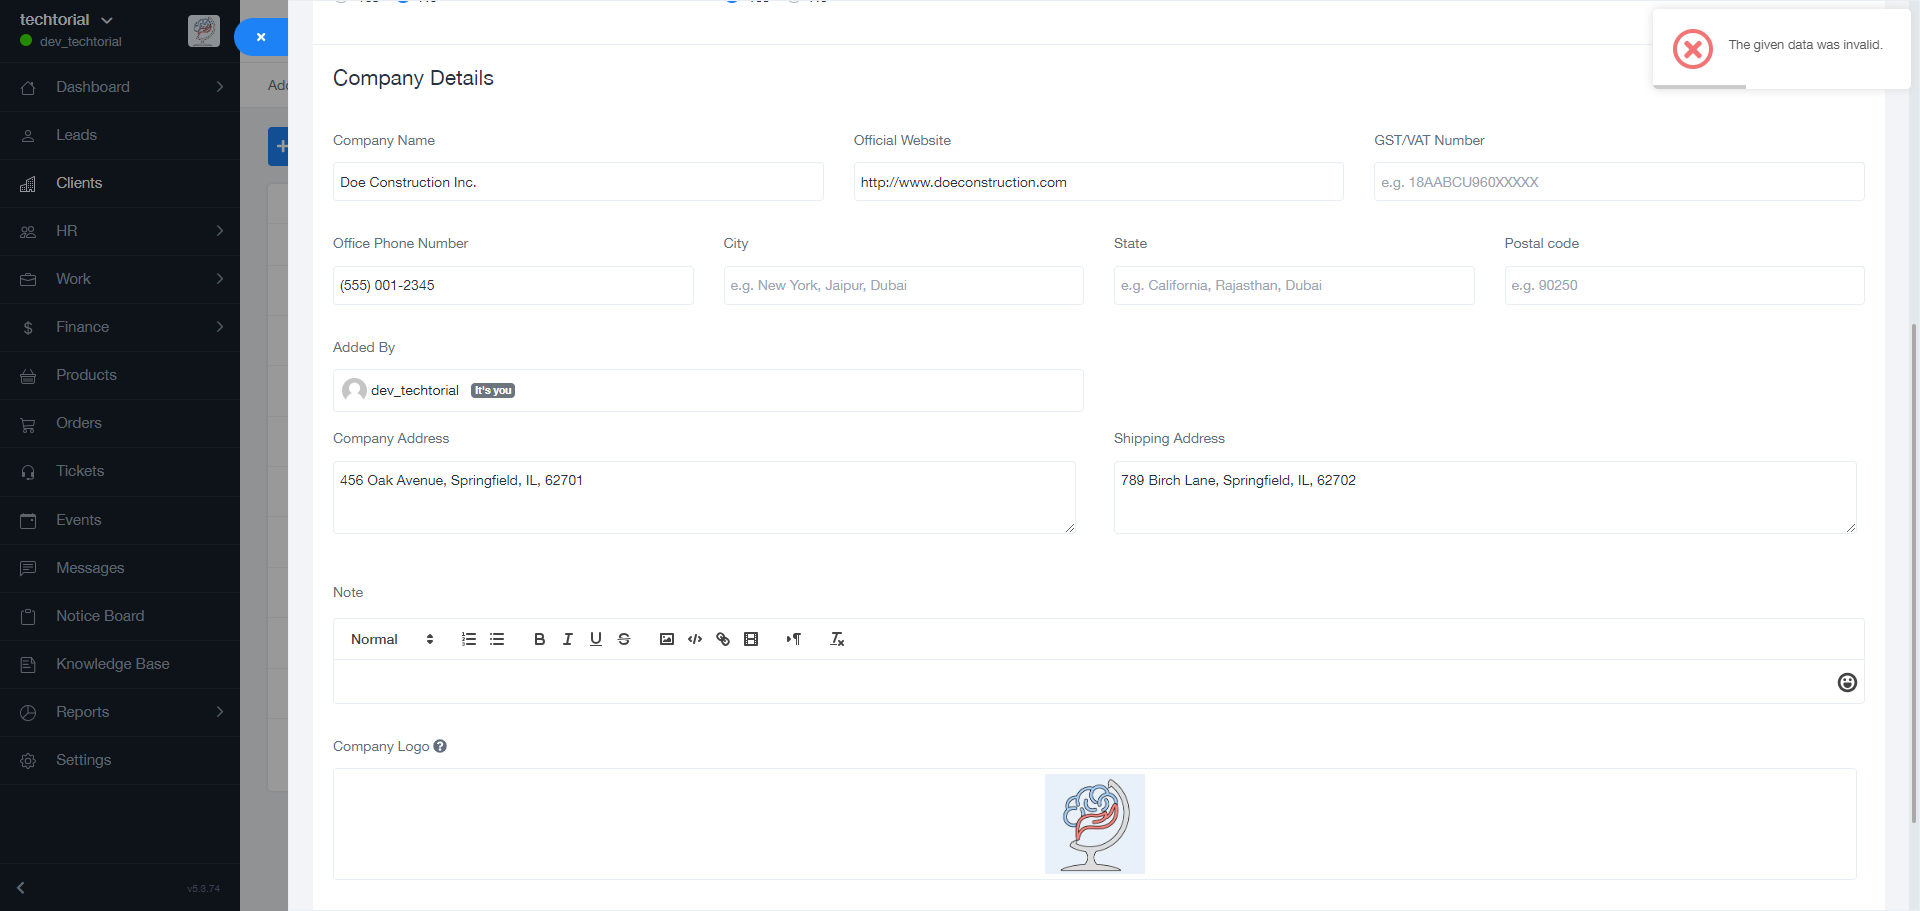 techtorial
dev_techtorial
Dashboard
Leads
Clients
HR
Work
Finance
Products
Orders
Tickets
Events
Messages
Notice Board
Knowledge Base
Reports
Settings
v5.3.74
The given data was invalid.
Company Details
Company Name
Official Website
GST/VAT Number
Doe Construction Inc.
http://www.doeconstruction.com
e.g. 18AABCU960XXXXX
Office Phone Number
City
State
Postal code
(555) 001-2345
e.g. New York, Jaipur, Dubai
e.g. California, Rajasthan, Dubai
e.g. 90250
Added By
dev_techtorial It's you
Company Address
Shipping Address
456 Oak Avenue, Springfield, IL, 62701
789 Birch Lane, Springfield, IL, 62702
Note
Normal
Company Logo